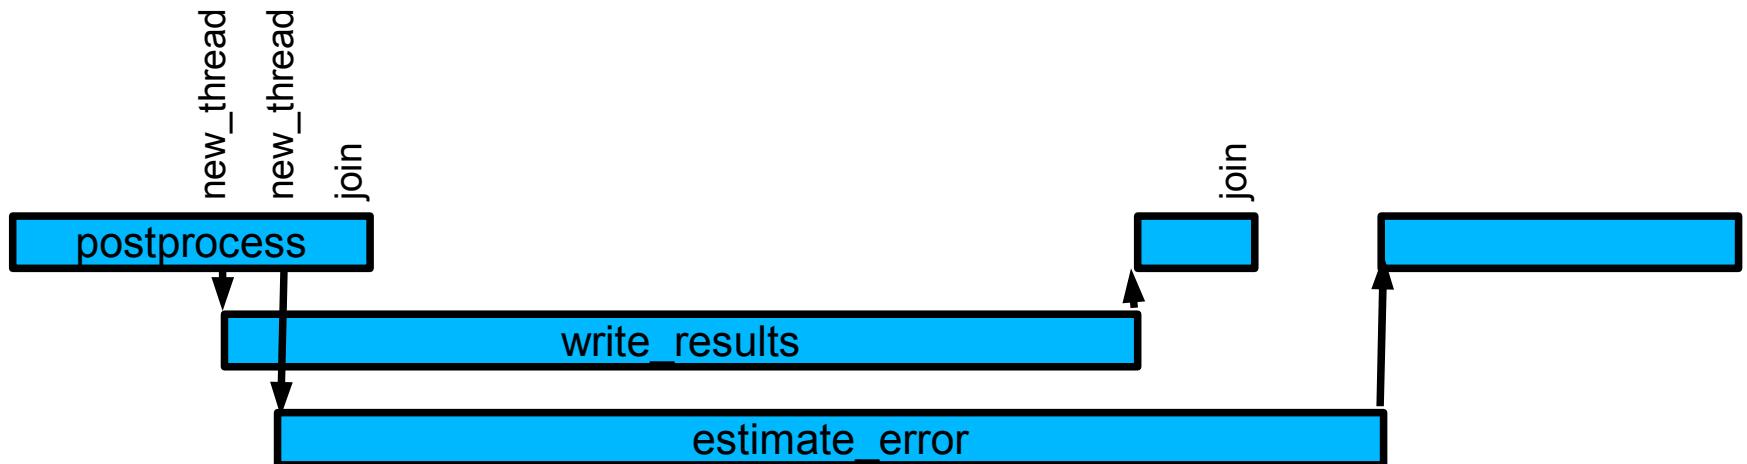 new_thread
new_thread
join
join
postprocess
write_results
estimate_error